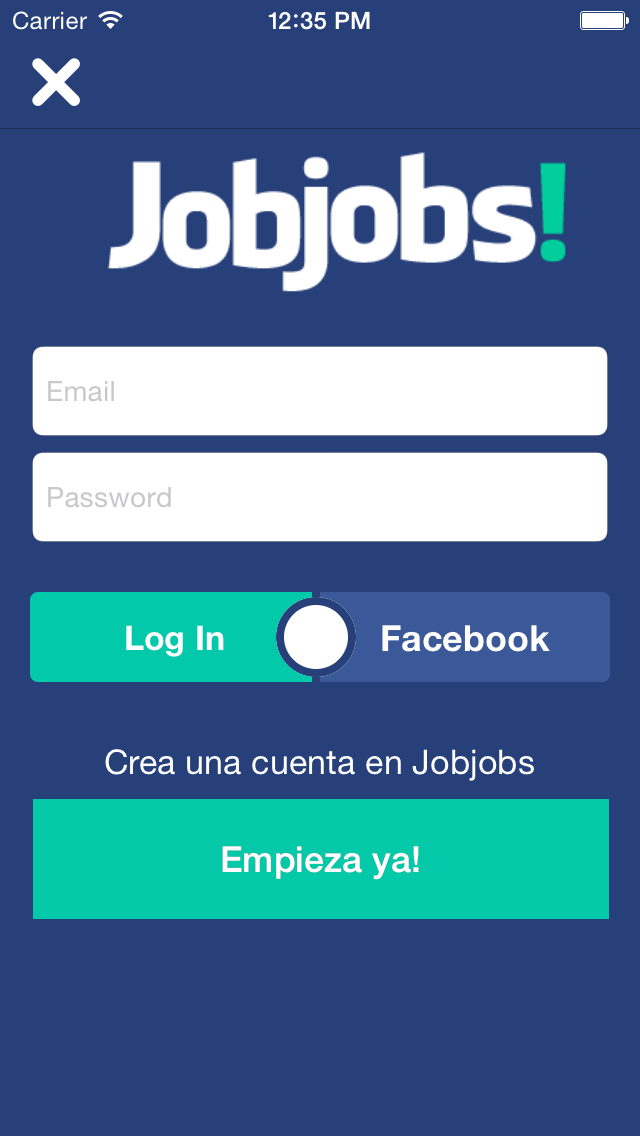 Carrier 12:35 PM
Jobjobs!
Email
Password
Log In Facebook
Crea una cuenta en Jobjobs
Empieza ya!